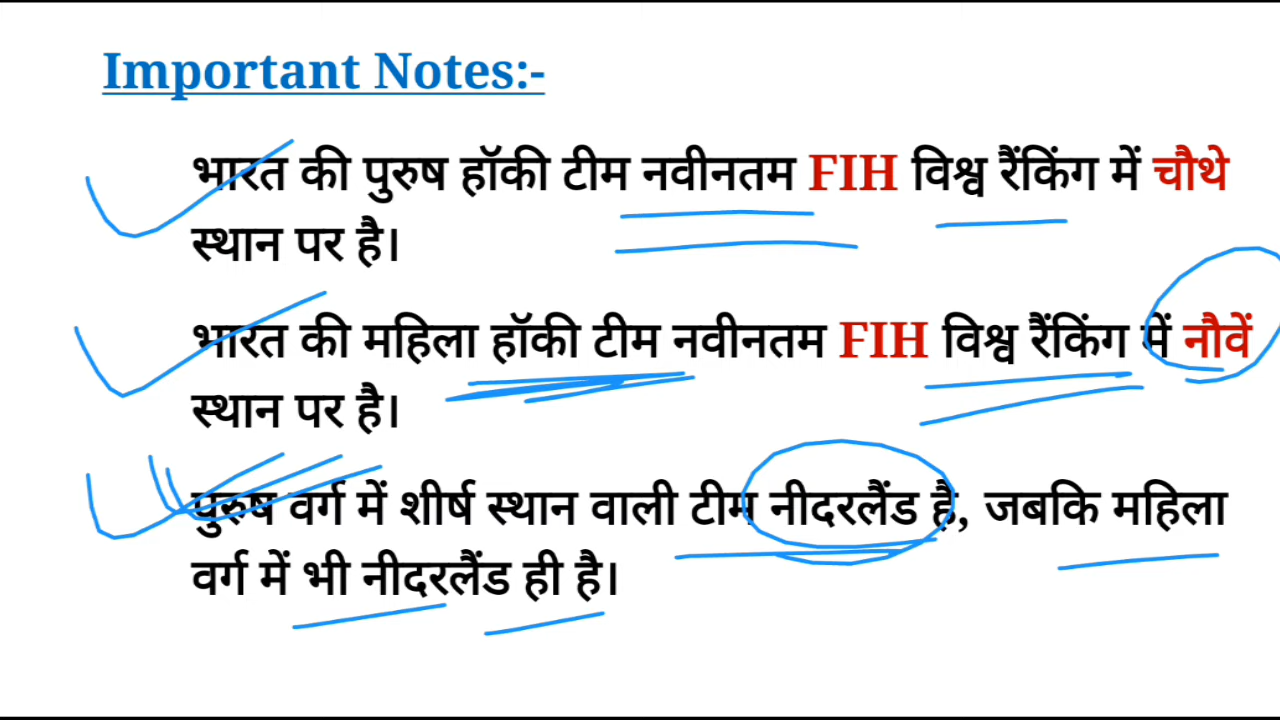 Important Notes:-
भारत की पुरुष हॉकी टीम नवीनतम FIH विश्व रैंकिंग में चौथे
स्थान पर है।
भारत की महिला हॉकी टीम नवीनतम FIH विश्व रैंकिंग में नौवें
स्थान पर है।
पुरुष वर्ग में शीर्ष स्थान वाली टीम नीदरलैंड है, जबकि महिला
वर्ग में भी नीदरलैंड ही है।